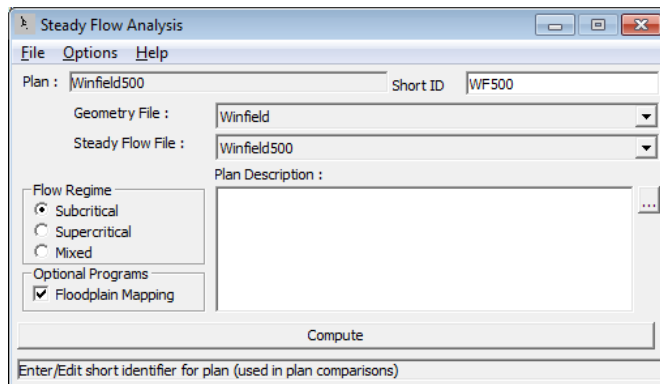 Steady Flow Analysis
File Options Help
Plan : Winfield500 Short ID WF500
Geometry File : Winfield
Steady Flow File : Winfield500
Plan Description :
Flow Regime
Subcritical
Supercritical
Mixed
...
Optional Programs
Floodplain Mapping
Compute
Enter/Edit short identifier for plan (used in plan comparisons)